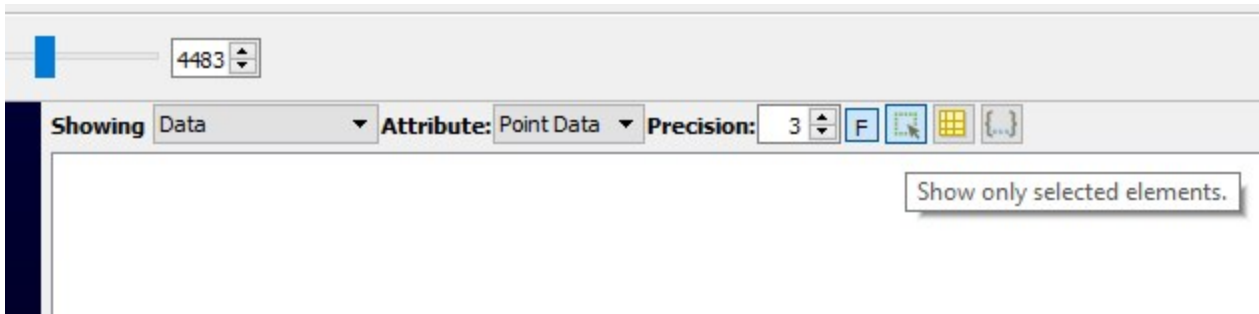 4483
Showing Data Attribute: Point Data Precision: 3 F {...}
Show only selected elements.